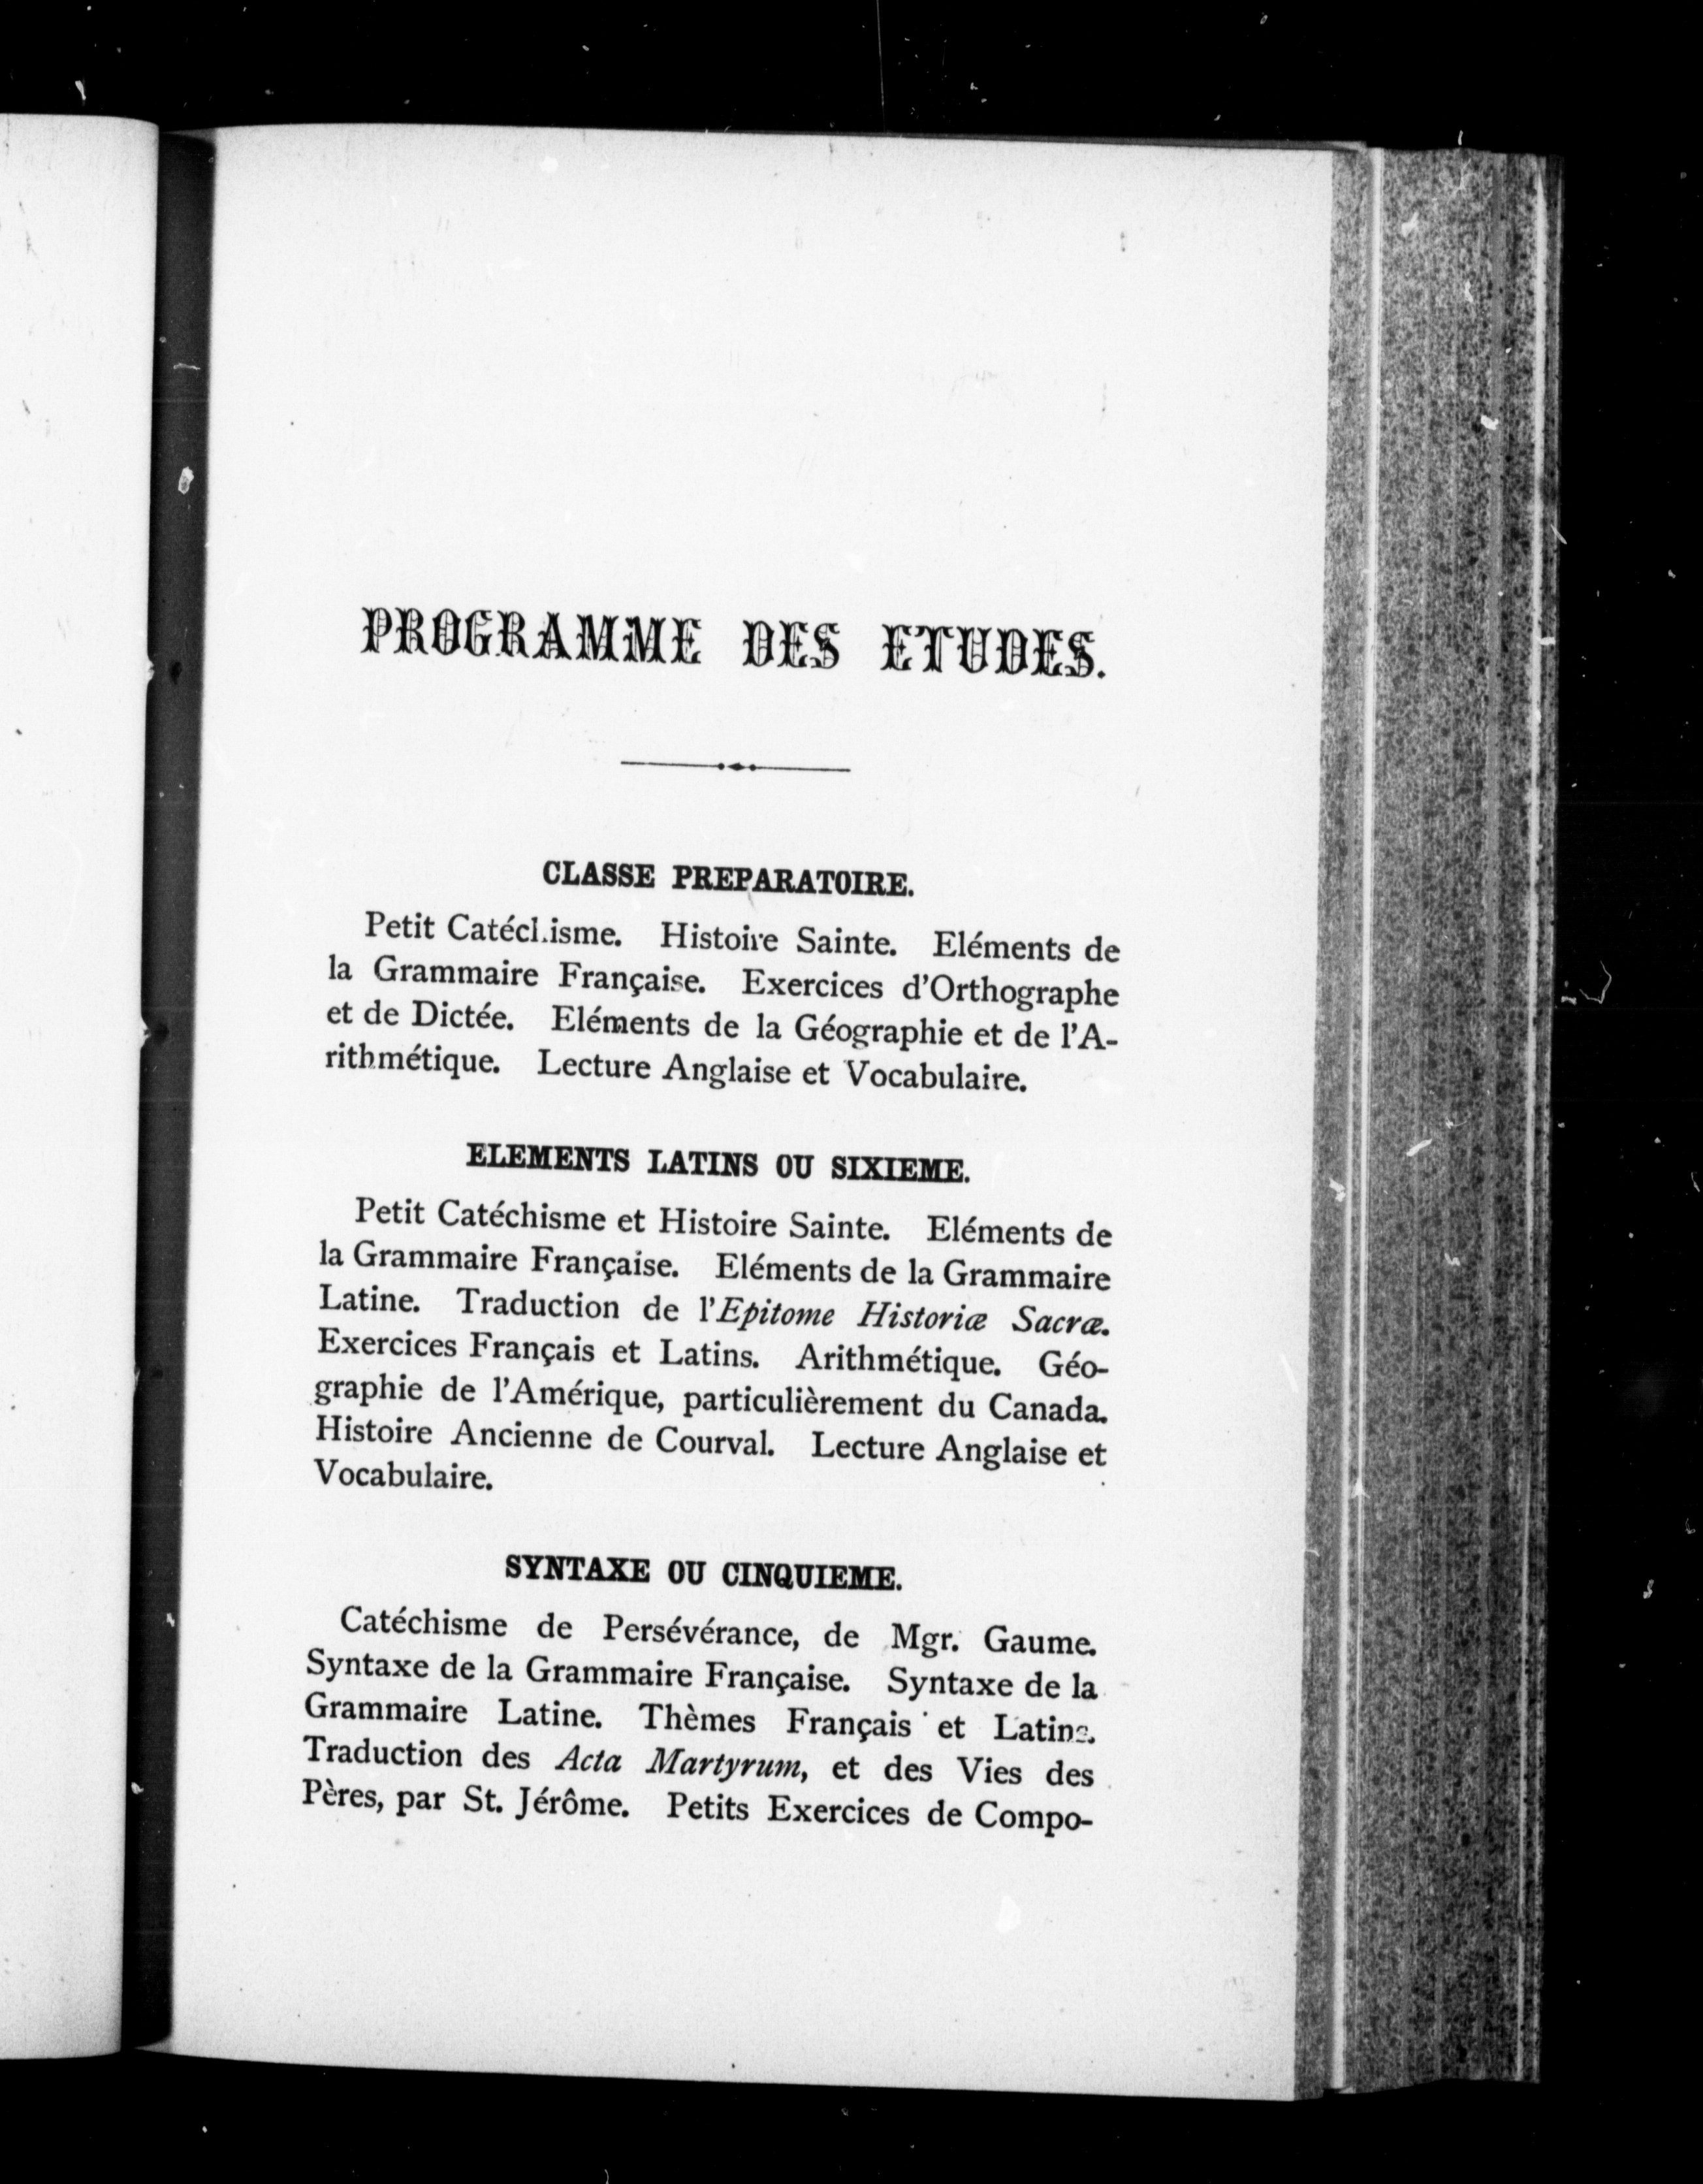 PROGRAMME DES ETUDES.
CLASSE PREPARATOIRE.
Petit Catéchisme. Histoire Sainte. Eléments de
la Grammaire Française. Exercices d'Orthographe
et de Dictée. Eléments de la Géographie et de l'A-
rithmétique. Lecture Anglaise et Vocabulaire.
ELEMENTS LATINS OU SIXIEME.
Petit Catéchisme et Histoire Sainte. Eléments de
la Grammaire Française. Eléments de la Grammaire
Latine. Traduction de l'Epitome Historiæ Sacræ.
Exercices Français et Latins. Arithmétique. Géo-
graphie de l'Amérique, particulièrement du Canada.
Histoire Ancienne de Courval. Lecture Anglaise et
Vocabulaire.
SYNTAXE OU CINQUIEME.
Catéchisme de Persévérance, de Mgr. Gaume.
Syntaxe de la Grammaire Française. Syntaxe de la
Grammaire Latine. Thèmes Français et Latins.
Traduction des Acta Martyrum, et des Vies des
Pères, par St. Jérôme. Petits Exercices de Compo-